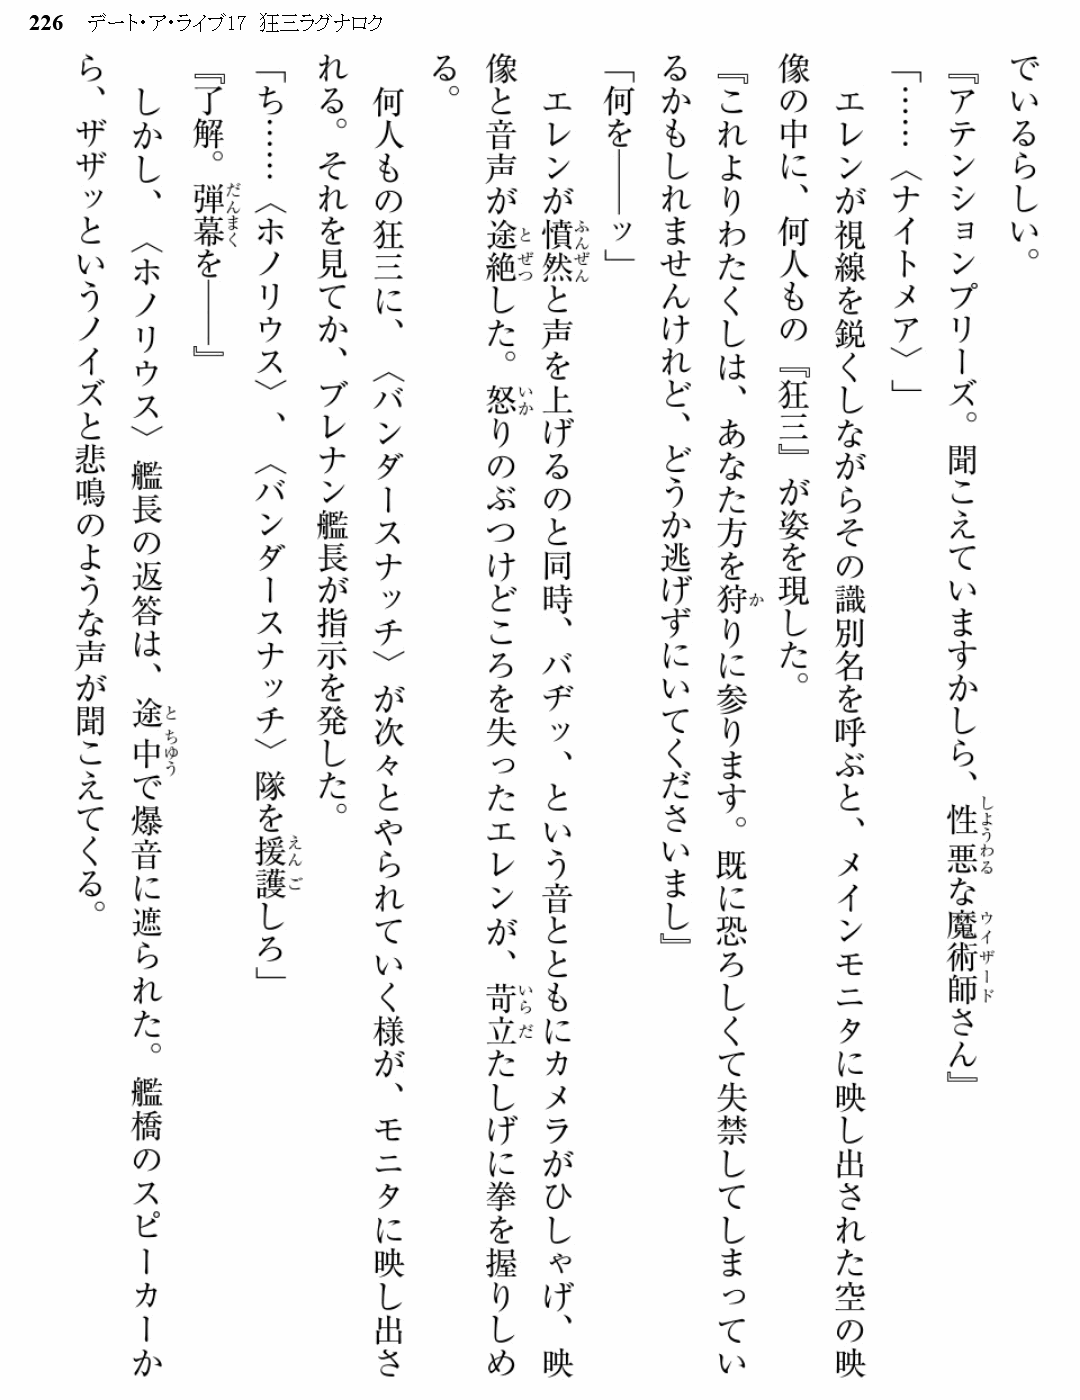 226 デート・ア・ライブ17 狂三ラグナロク
でいるらしい。
『アテンションプリーズ。聞こえていますかしら、性悪な魔術師さん』
「……〈ナイトメア〉」
　エレンが視線を鋭くしながらその識別名を呼ぶと、メインモニタに映し出された空の映
像の中に、何人もの『狂三』が姿を現した。
『これよりわたくしは、あなた方を狩りに参ります。既に恐ろしくて失禁してしまってい
るかもしれませんけれど、どうか逃げずにいてくださいまし』
「何を――ッ」
　エレンが憤然と声を上げるのと同時、バヂッ、という音とともにカメラがひしゃげ、映
像と音声が途絶した。怒りのぶつけどころを失ったエレンが、苛立たしげに拳を握りしめ
る。
　何人もの狂三に、〈バンダースナッチ〉が次々とやられていく様が、モニタに映し出さ
れる。それを見てか、ブレナン艦長が指示を発した。
「ち……〈ホノリウス〉、〈バンダースナッチ〉隊を援護しろ」
『了解。弾幕を――』
　しかし、〈ホノリウス〉艦長の返答は、途中で爆音に遮られた。艦橋のスピーカーか
ら、ザザッというノイズと悲鳴のような声が聞こえてくる。